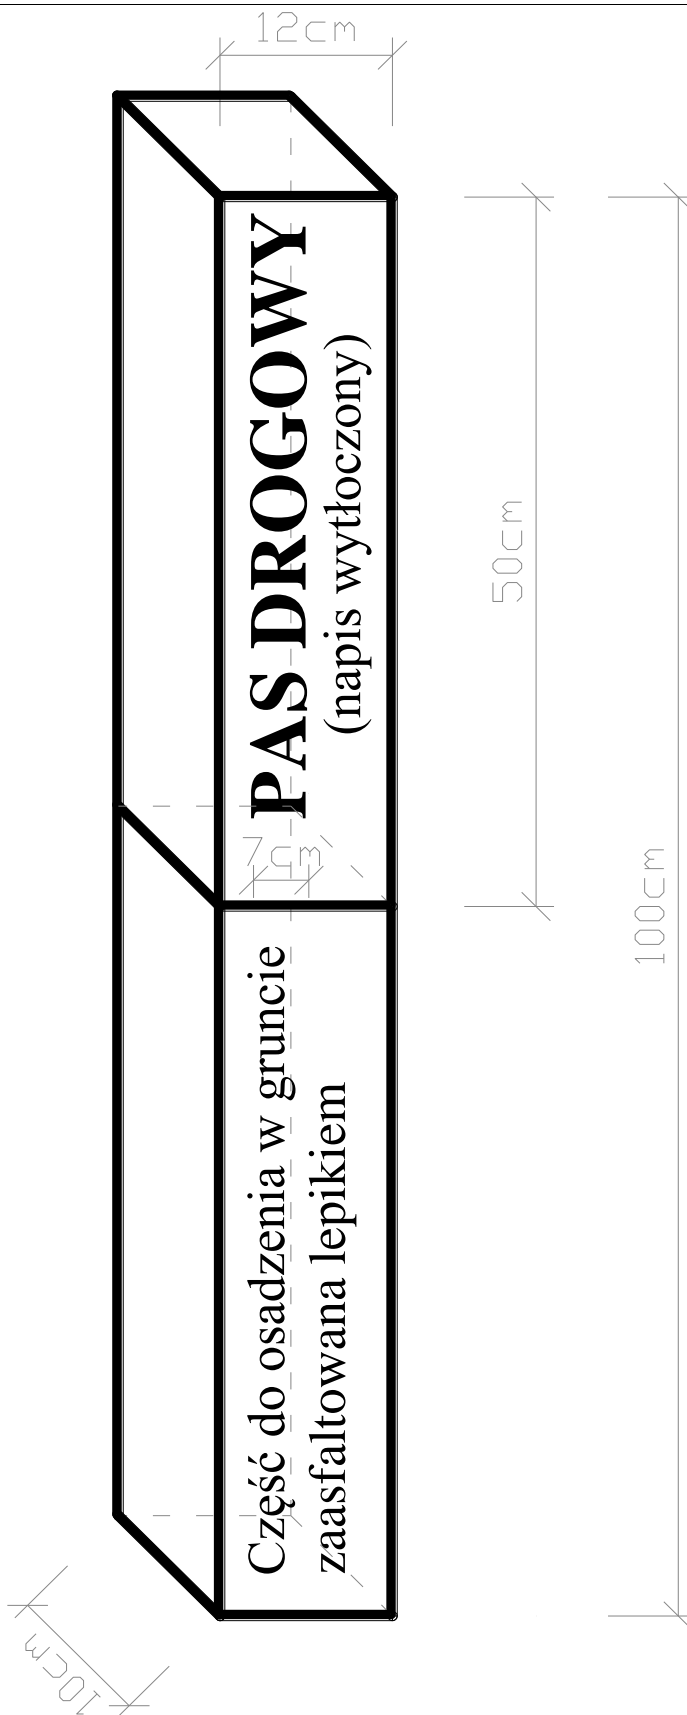 12cm
PAS DROGOWY
(napis wytłoczony)
50cm
7cm
100cm
Część do osadzenia w gruncie
zaasfaltowana lepikiem
10cm